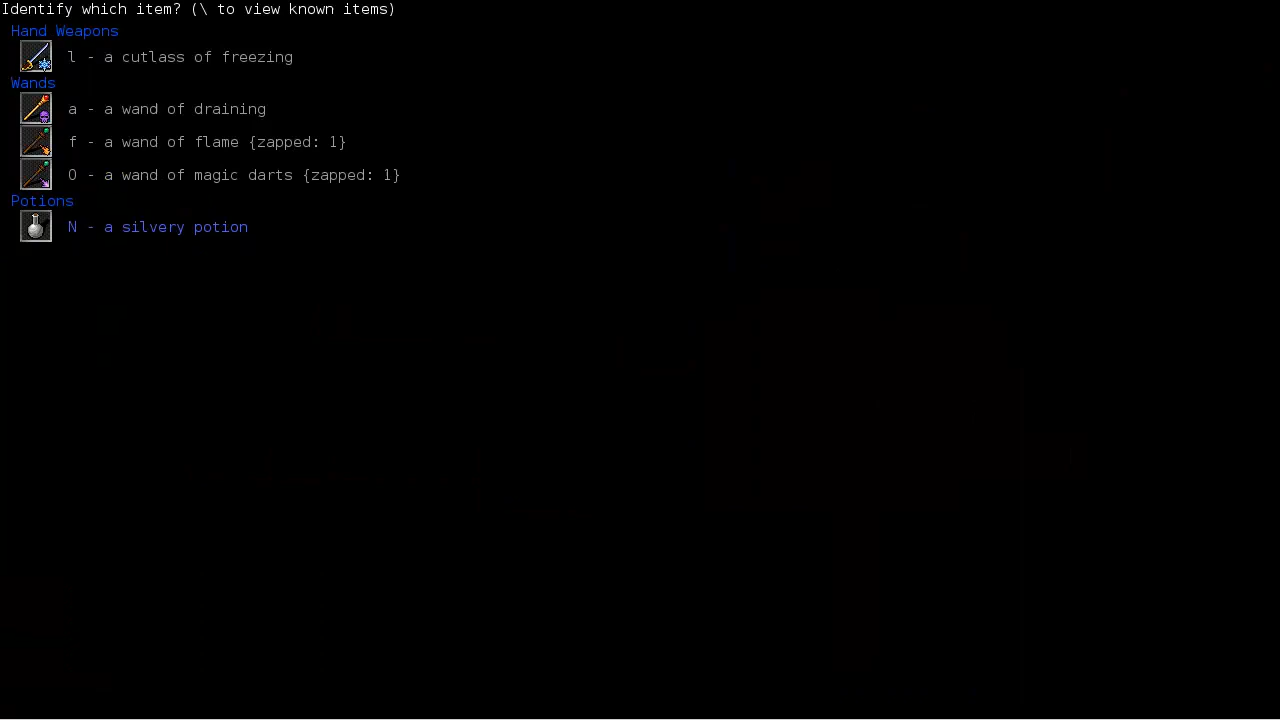 Identify which item? (\ to view known items)
Hand Weapons
l - a cutlass of freezing
Wands
a - a wand of draining
f - a wand of flame {zapped: 1}
O - a wand of magic darts {zapped: 1}
Potions
N - a silvery potion